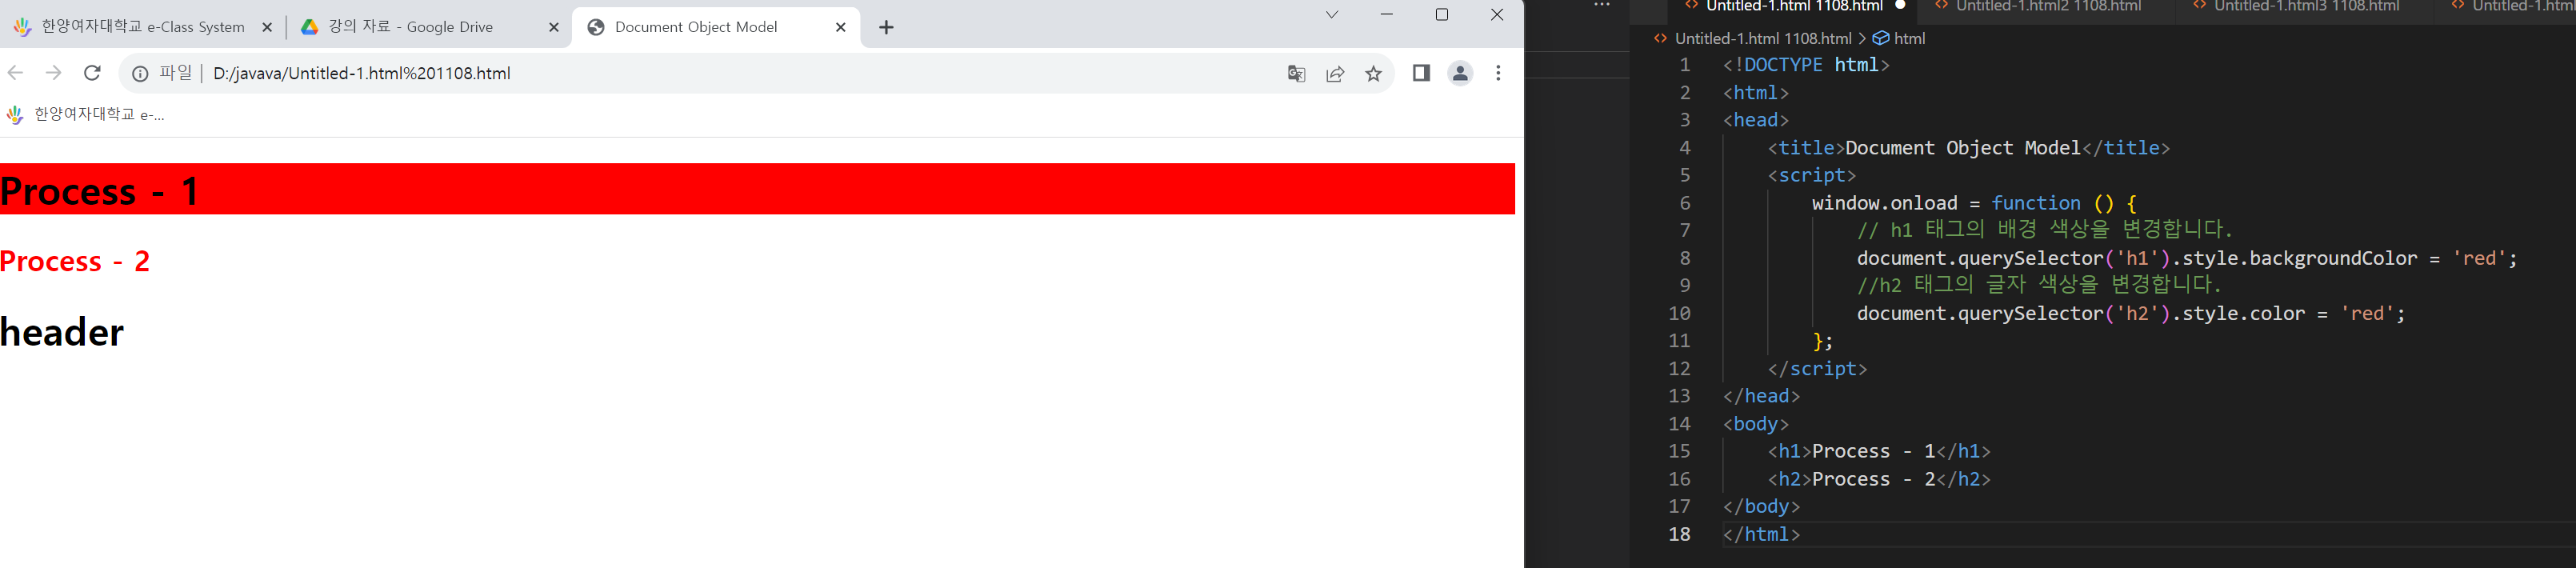 한양여자대학교 e-Class System
강의 자료 - Google Drive
Document Object Model
파일
D:/javava/Untitled-1.html%201108.html
한양여자대학교 e-...
Process - 1
Process - 2
header
Untitled-1.html 1108.html
Untitled-1.html2 1108.html
Untitled-1.html3 1108.html
Untitled-1.htm
Untitled-1.html 1108.html > html
1 <!DOCTYPE html>
2 <html>
3 <head>
4 <title>Document Object Model</title>
5 <script>
6 window.onload = function () {
7 // h1 태그의 배경 색상을 변경합니다.
8 document.querySelector('h1').style.backgroundColor = 'red';
9 //h2 태그의 글자 색상을 변경합니다.
10 document.querySelector('h2').style.color = 'red';
11 };
12 </script>
13 </head>
14 <body>
15 <h1>Process - 1</h1>
16 <h2>Process - 2</h2>
17 </body>
18 </html>